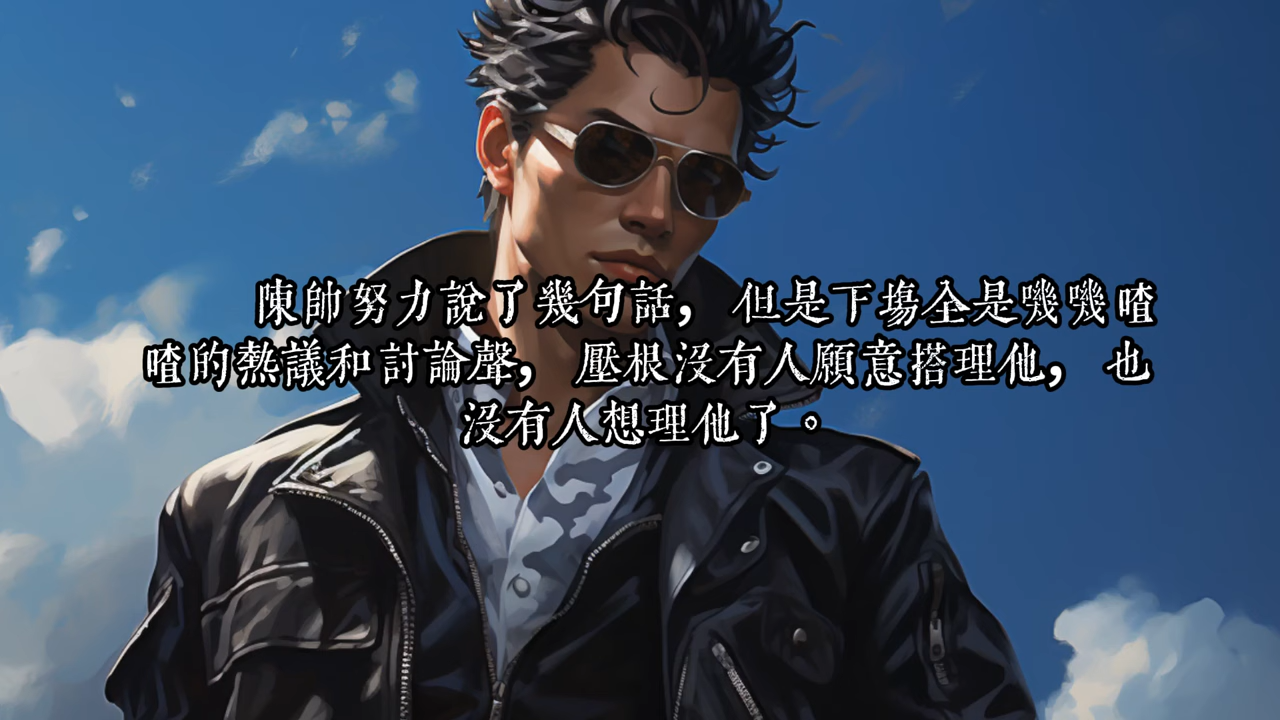 陳帥努力說了幾句話，但是下場全是嘰嘰喳
喳的熱議和討論聲，壓根沒有人願意搭理他，也
沒有人想理他了。